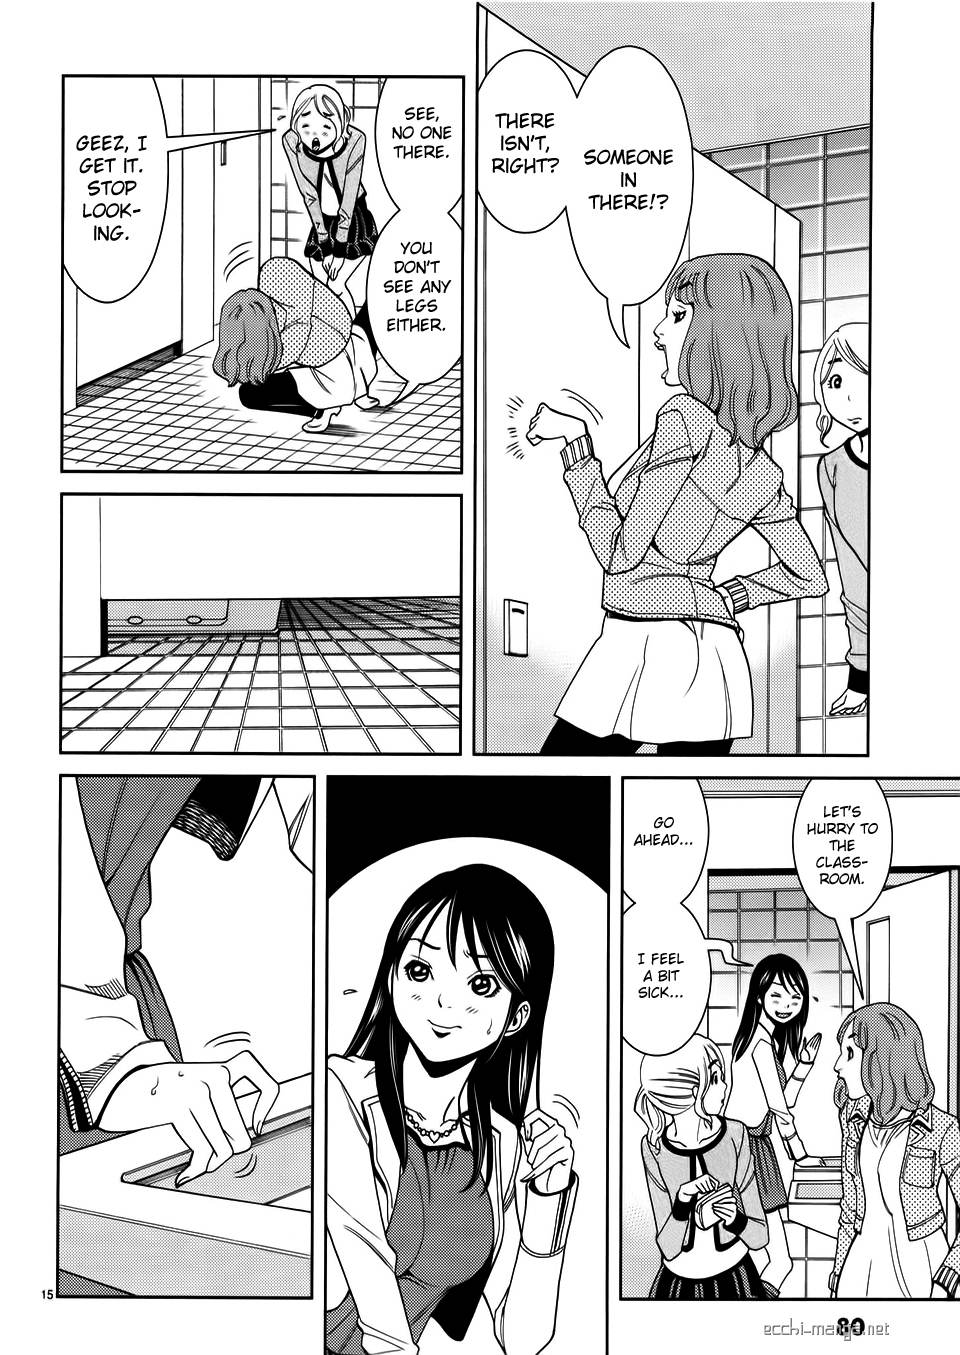 SOMEONE
IN
THERE!?
THERE
ISN'T,
RIGHT?
SEE,
NO ONE
THERE.
YOU
DON'T
SEE ANY
LEGS
EITHER.
GEEZ, I
GET IT.
STOP
LOOK-
ING.
LET'S
HURRY TO
THE
CLASS-
ROOM.
GO
AHEAD...
I FEEL
A BIT
SICK...
15
80
ecchi-manga.net